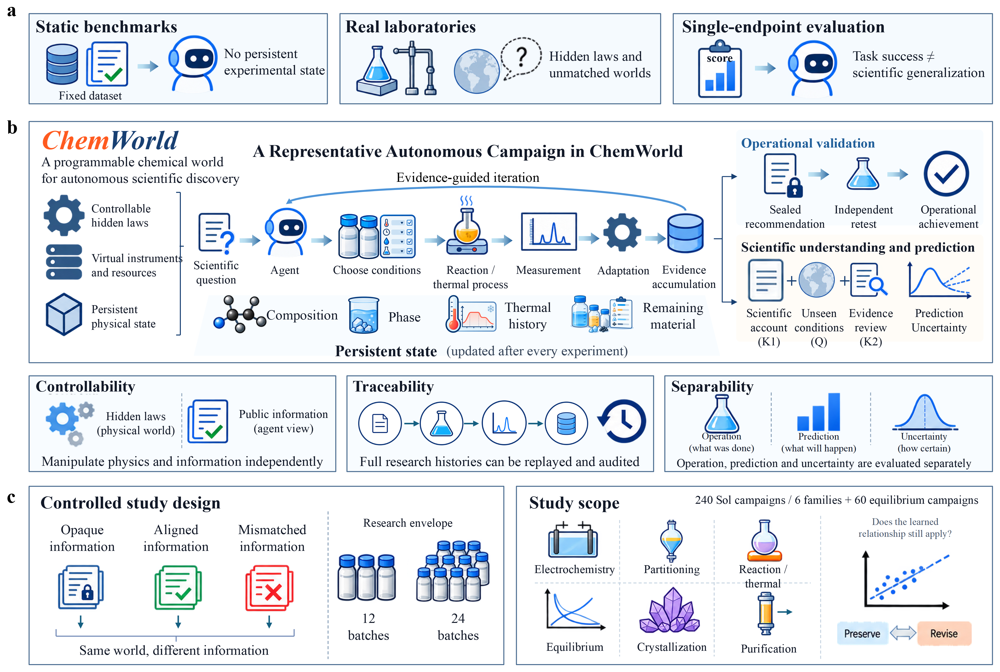 a
Static benchmarks
Fixed dataset
No persistent
experimental state
Real laboratories
?
Hidden laws and
unmatched worlds
Single-endpoint evaluation
score
Task success ≠
scientific generalization
b
ChemWorld
A programmable chemical world
for autonomous scientific discovery
Controllable
hidden laws
Virtual instruments
and resources
Persistent
physical state
A Representative Autonomous Campaign in ChemWorld
Evidence-guided iteration
?
Scientific
question
Agent
Choose conditions
Reaction /
thermal process
Measurement
Adaptation
Evidence
accumulation
Composition
Phase
Thermal
history
Remaining
material
Persistent state (updated after every experiment)
Operational validation
Sealed
recommendation
Independent
retest
Operational
achievement
Scientific understanding and prediction
+
+
Scientific
account
(K1)
Unseen
conditions
(Q)
Evidence
review
(K2)
Prediction
Uncertainty
Controllability
Hidden laws
(physical world)
Public information
(agent view)
Manipulate physics and information independently
Traceability
Full research histories can be replayed and audited
Separability
Operation
(what was done)
Prediction
(what will happen)
Uncertainty
(how certain)
Operation, prediction and uncertainty are evaluated separately
c
Controlled study design
Opaque
information
Aligned
information
Mismatched
information
Same world, different information
Research envelope
12
batches
24
batches
Study scope
240 Sol campaigns / 6 families + 60 equilibrium campaigns
Electrochemistry
Partitioning
Reaction /
thermal
Equilibrium
Crystallization
Purification
Does the learned
relationship still apply?
Preserve
Revise